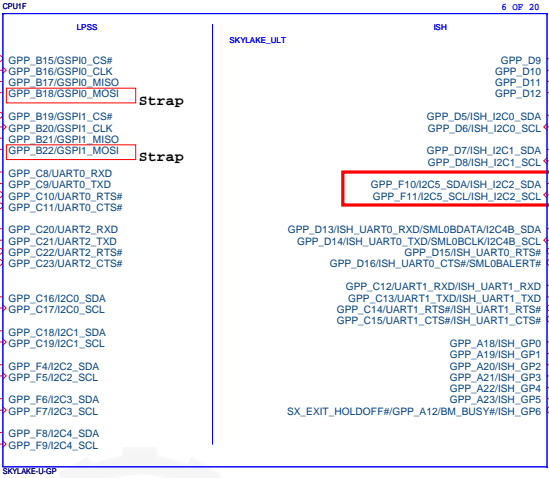 CPU1F
6 OF 20
LPSS
ISH
SKYLAKE_ULT
GPP_B15/GSPI0_CS#
GPP_B16/GSPI0_CLK
GPP_B17/GSPI0_MISO
GPP_B18/GSPI0_MOSI
Strap
GPP_B19/GSPI1_CS#
GPP_B20/GSPI1_CLK
GPP_B21/GSPI1_MISO
GPP_B22/GSPI1_MOSI
Strap
GPP_C8/UART0_RXD
GPP_C9/UART0_TXD
GPP_C10/UART0_RTS#
GPP_C11/UART0_CTS#
GPP_C20/UART2_RXD
GPP_C21/UART2_TXD
GPP_C22/UART2_RTS#
GPP_C23/UART2_CTS#
GPP_C16/I2C0_SDA
GPP_C17/I2C0_SCL
GPP_C18/I2C1_SDA
GPP_C19/I2C1_SCL
GPP_F4/I2C2_SDA
GPP_F5/I2C2_SCL
GPP_F6/I2C3_SDA
GPP_F7/I2C3_SCL
GPP_F8/I2C4_SDA
GPP_F9/I2C4_SCL
GPP_D9
GPP_D10
GPP_D11
GPP_D12
GPP_D5/ISH_I2C0_SDA
GPP_D6/ISH_I2C0_SCL
GPP_D7/ISH_I2C1_SDA
GPP_D8/ISH_I2C1_SCL
GPP_F10/I2C5_SDA/ISH_I2C2_SDA
GPP_F11/I2C5_SCL/ISH_I2C2_SCL
GPP_D13/ISH_UART0_RXD/SML0BDATA/I2C4B_SDA
GPP_D14/ISH_UART0_TXD/SML0BCLK/I2C4B_SCL
GPP_D15/ISH_UART0_RTS#
GPP_D16/ISH_UART0_CTS#/SML0BALERT#
GPP_C12/UART1_RXD/ISH_UART1_RXD
GPP_C13/UART1_TXD/ISH_UART1_TXD
GPP_C14/UART1_RTS#/ISH_UART1_RTS#
GPP_C15/UART1_CTS#/ISH_UART1_CTS#
GPP_A18/ISH_GP0
GPP_A19/ISH_GP1
GPP_A20/ISH_GP2
GPP_A21/ISH_GP3
GPP_A22/ISH_GP4
GPP_A23/ISH_GP5
SX_EXIT_HOLDOFF#/GPP_A12/BM_BUSY#/ISH_GP6
SKYLAKE-U-GP